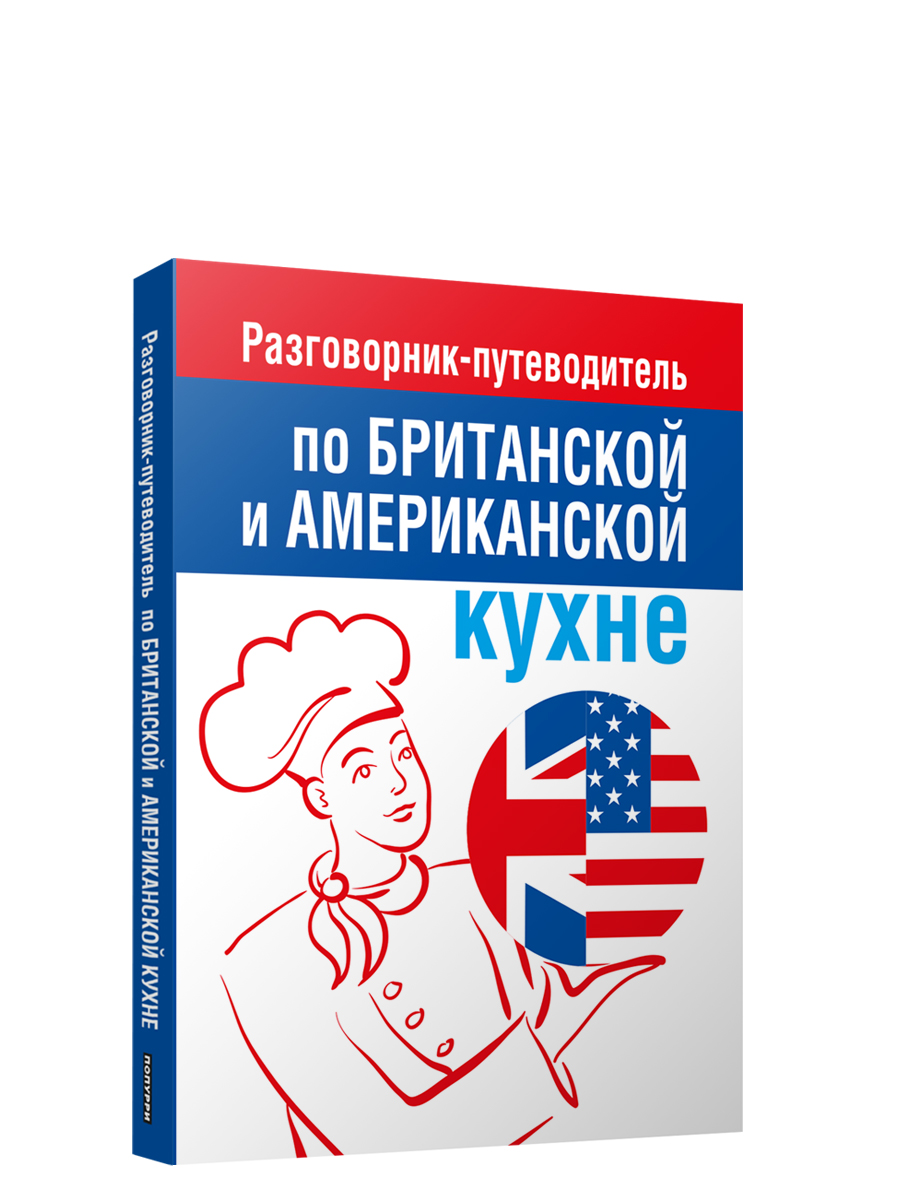 Разговорник-путеводитель
по БРИТАНСКОЙ
и АМЕРИКАНСКОЙ
кухне
Разговорник-путеводитель по БРИТАНСКОЙ и АМЕРИКАНСКОЙ КУХНЕ
ПОПУРРИ